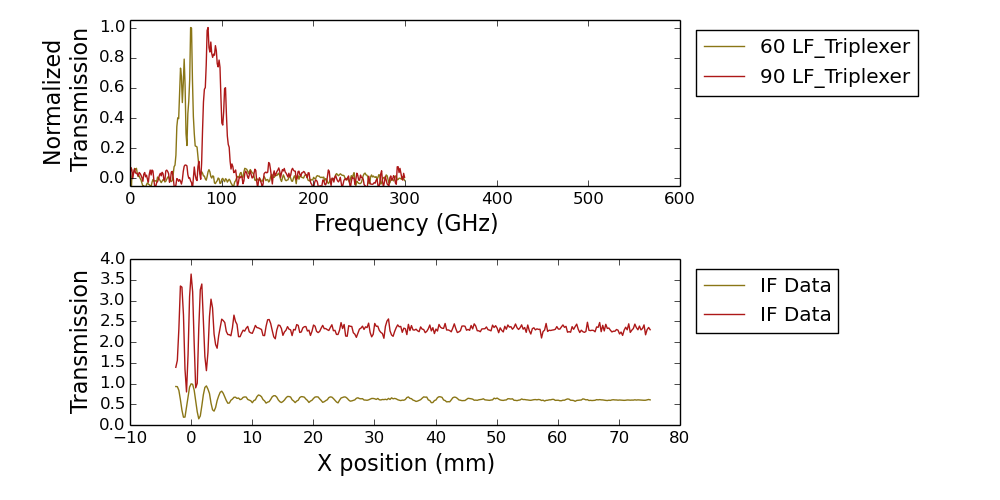 Normalized
Transmission
1.0
0.8
0.6
0.4
0.2
0.0
0 100 200 300 400 500 600
Frequency (GHz)
60 LF_Triplexer
90 LF_Triplexer
Transmission
4.0
3.5
3.0
2.5
2.0
1.5
1.0
0.5
0.0
−10 0 10 20 30 40 50 60 70 80
X position (mm)
IF Data
IF Data